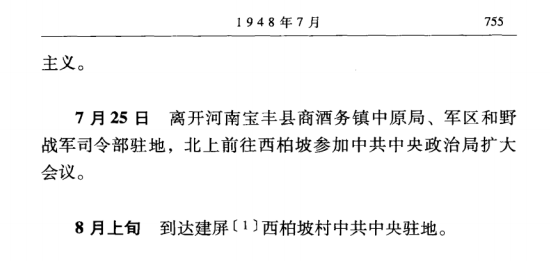 1948年7月 755
主义。
7月25日 离开河南宝丰县商酒务镇中原局、军区和野
战军司令部驻地，北上前往西柏坡参加中共中央政治局扩大
会议。
8月上旬 到达建屏〔1〕西柏坡村中共中央驻地。